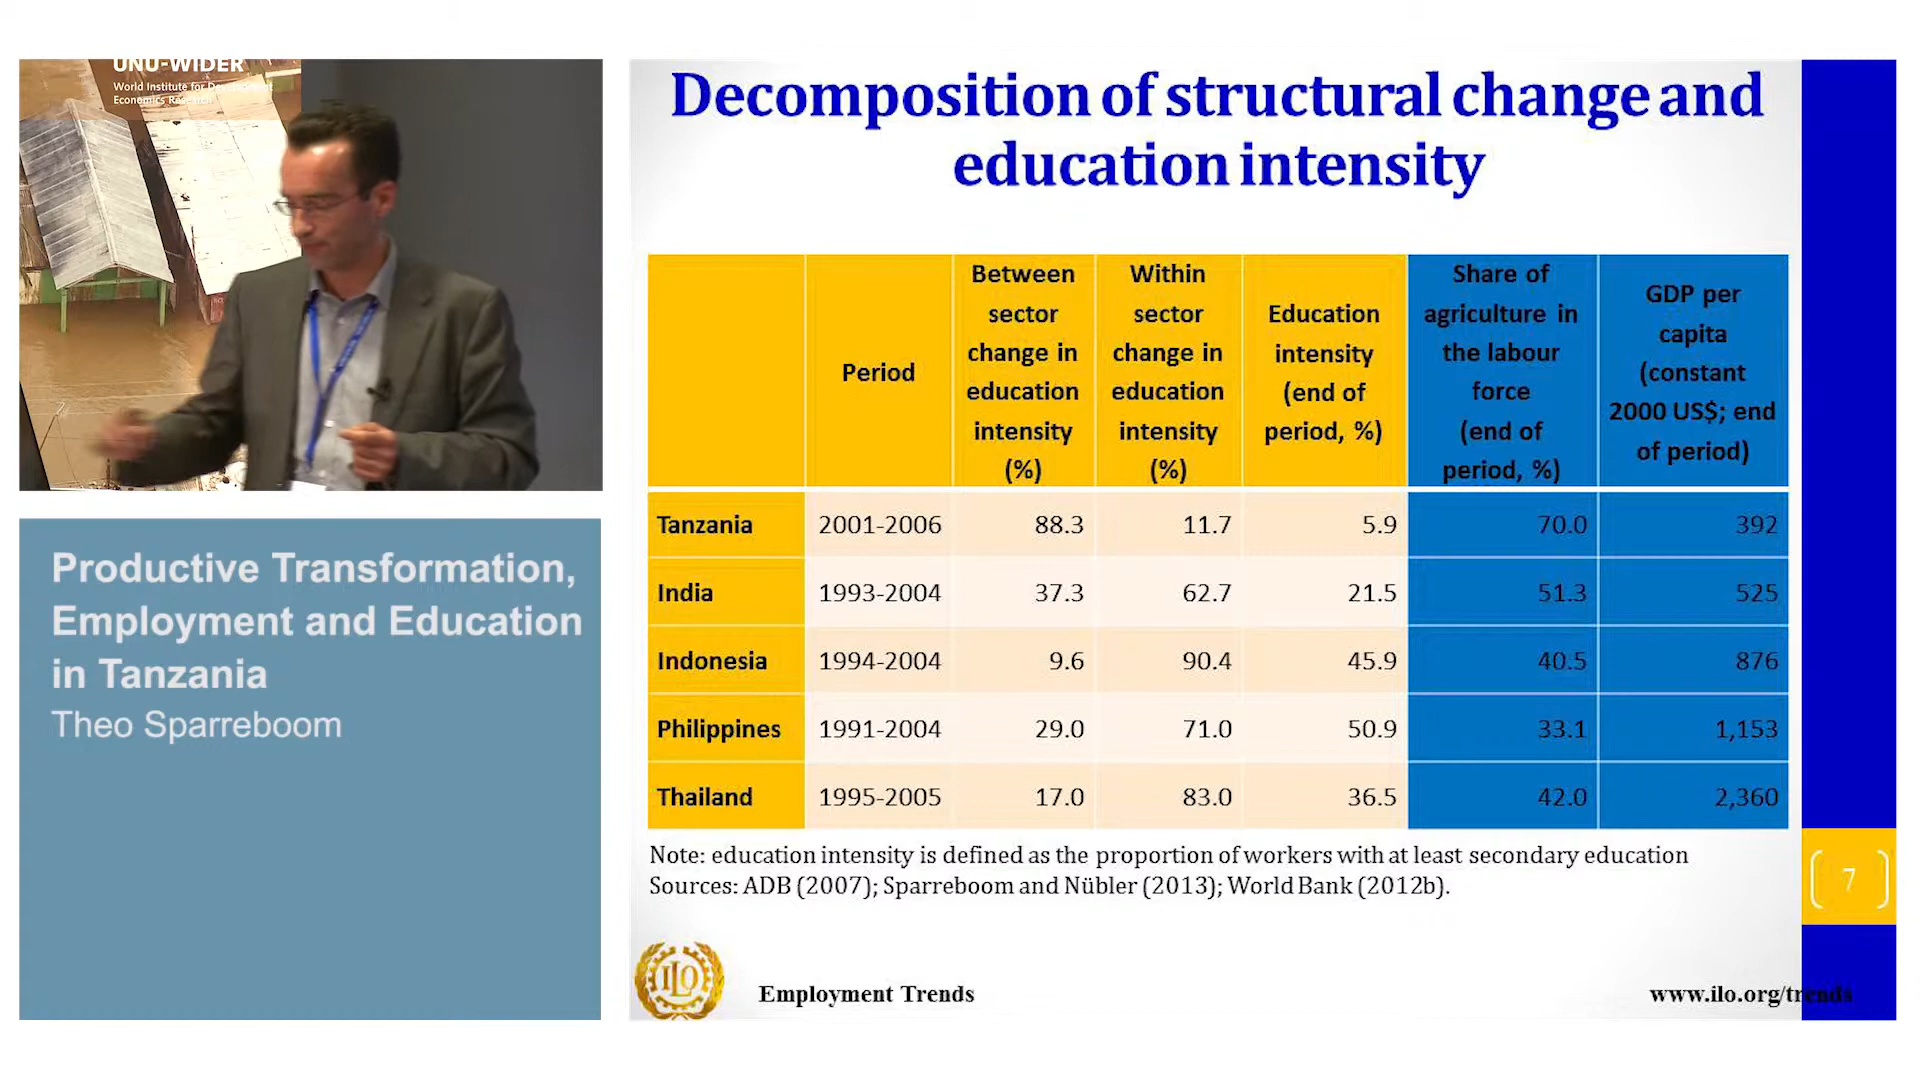 UNU-WIDER
World Institute for Development
Economics Research
Productive Transformation,
Employment and Education
in Tanzania
Theo Sparreboom
Decomposition of structural change and
education intensity
Period
Between
sector
change in
education
intensity
(%)
Within
sector
change in
education
intensity
(%)
Education
intensity
(end of
period, %)
Share of
agriculture in
the labour
force
(end of
period, %)
GDP per
capita
(constant
2000 US$; end
of period)
Tanzania 2001-2006 88.3 11.7 5.9 70.0 392
India 1993-2004 37.3 62.7 21.5 51.3 525
Indonesia 1994-2004 9.6 90.4 45.9 40.5 876
Philippines 1991-2004 29.0 71.0 50.9 33.1 1,153
Thailand 1995-2005 17.0 83.0 36.5 42.0 2,360
Note: education intensity is defined as the proportion of workers with at least secondary education
Sources: ADB (2007); Sparreboom and Nübler (2013); World Bank (2012b).
7
ILO
Employment Trends
www.ilo.org/trends